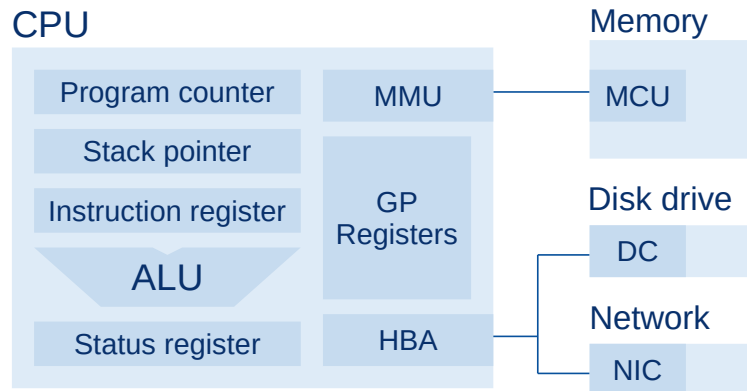 CPU
Program counter
Stack pointer
Instruction register
ALU
Status register
MMU
GP
Registers
HBA
Memory
MCU
Disk drive
DC
Network
NIC